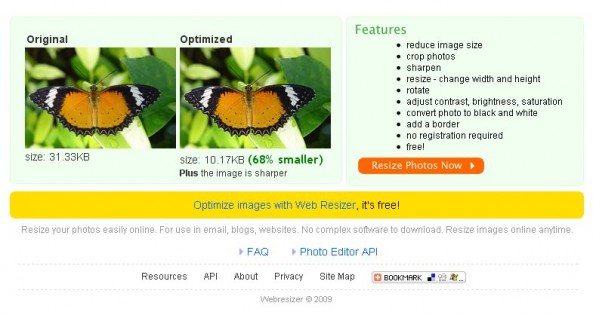 Original
Optimized
size: 31.33KB
size: 10.17KB (68% smaller)
Plus the image is sharper
Features
reduce image size
crop photos
sharpen
resize - change width and height
rotate
adjust contrast, brightness, saturation
convert photo to black and white
add a border
no registration required
free!
Resize Photos Now
Optimize images with Web Resizer, it's free!
Resize your photos easily online. For use in email, blogs, websites. No complex software to download. Resize images online anytime.
FAQ Photo Editor API
Resources API About Privacy Site Map BOOKMARK
Webresizer © 2009